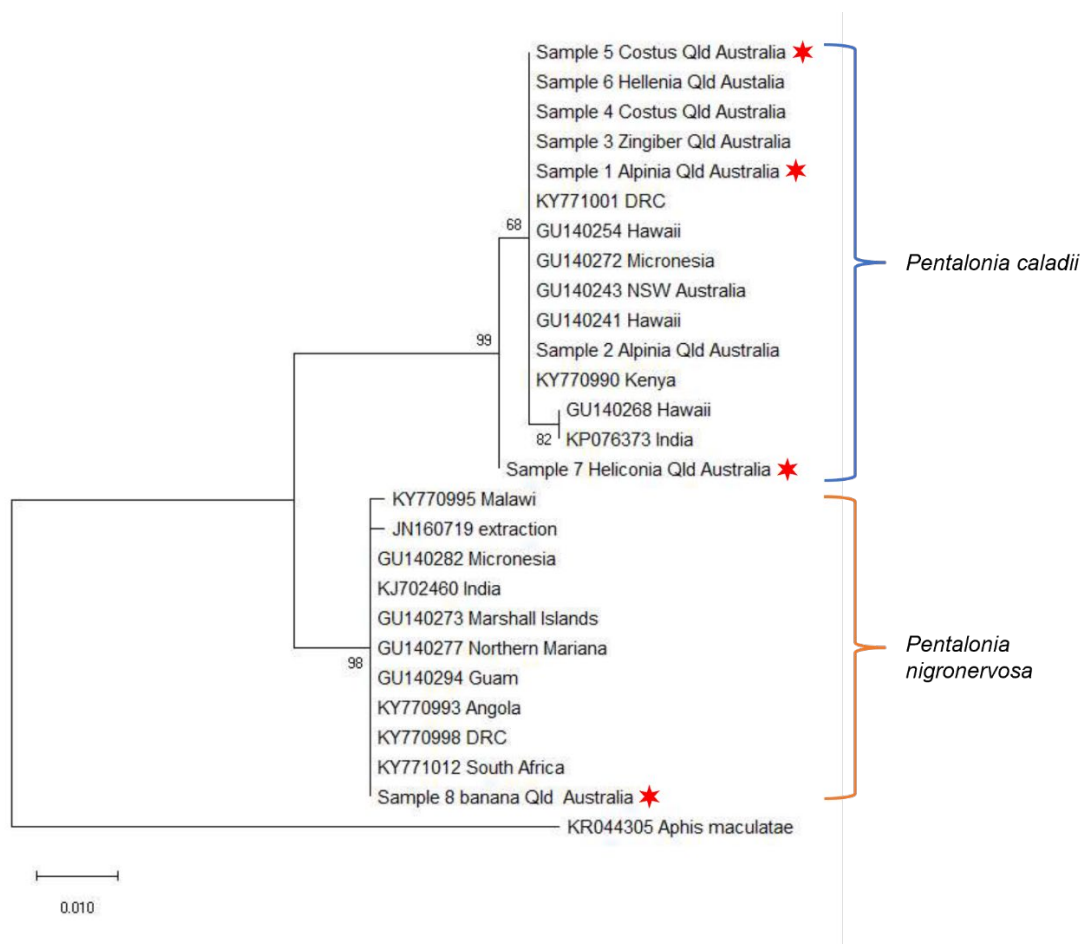 Sample 5 Costus Qld Australia
Sample 6 Hellenia Qld Austalia
Sample 4 Costus Qld Australia
Sample 3 Zingiber Qld Australia
Sample 1 Alpinia Qld Australia
KY771001 DRC
68
GU140254 Hawaii
GU140272 Micronesia
Pentalonia caladii
GU140243 NSW Australia
GU140241 Hawaii
99
Sample 2 Alpinia Qld Australia
KY770990 Kenya
GU140268 Hawaii
82
KP076373 India
Sample 7 Heliconia Qld Australia
KY770995 Malawi
JN160719 extraction
GU140282 Micronesia
KJ702460 India
GU140273 Marshall Islands
GU140277 Northern Mariana
Pentalonia
nigronervosa
98
GU140294 Guam
KY770993 Angola
KY770998 DRC
KY771012 South Africa
Sample 8 banana Qld Australia
KR044305 Aphis maculatae
0.010